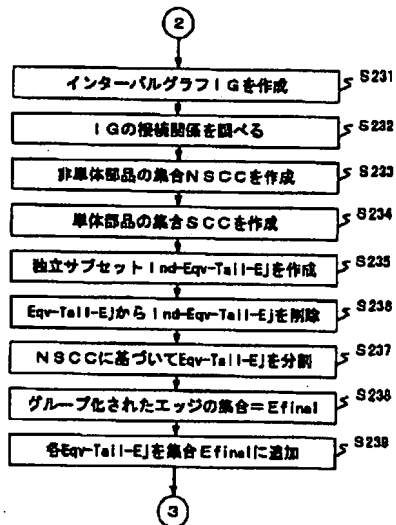 2
インターバルグラフIGを作成 S231
IGの接続関係を調べる S232
非単体部品の集合NSCCを作成 S233
単体部品の集合SCCを作成 S234
独立サブセットInd-Eqv-Tail-Ejを作成 S235
Eqv-Tail-EjからInd-Eqv-Tail-Ejを削除 S236
NSCCに基づいてEqv-Tail-Ejを分割 S237
グループ化されたエッジの集合=Efinal S238
各Eqv-Tail-Ejを集合Efinalに追加 S239
3